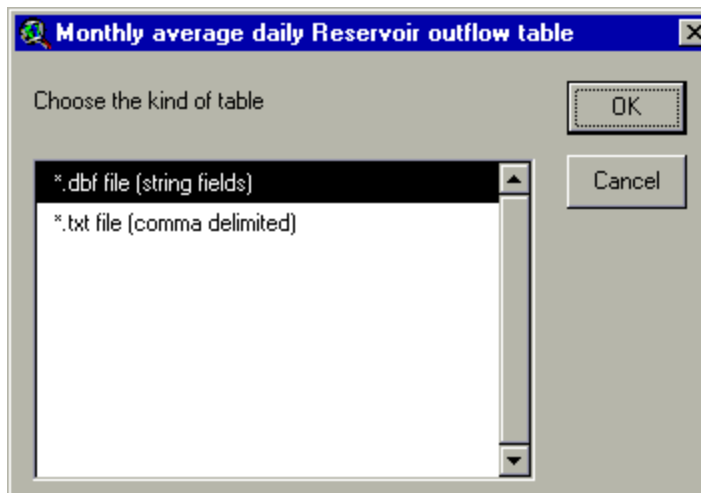 Monthly average daily Reservoir outflow table
Choose the kind of table
OK
*.dbf file (string fields)
Cancel
*.txt file (comma delimited)